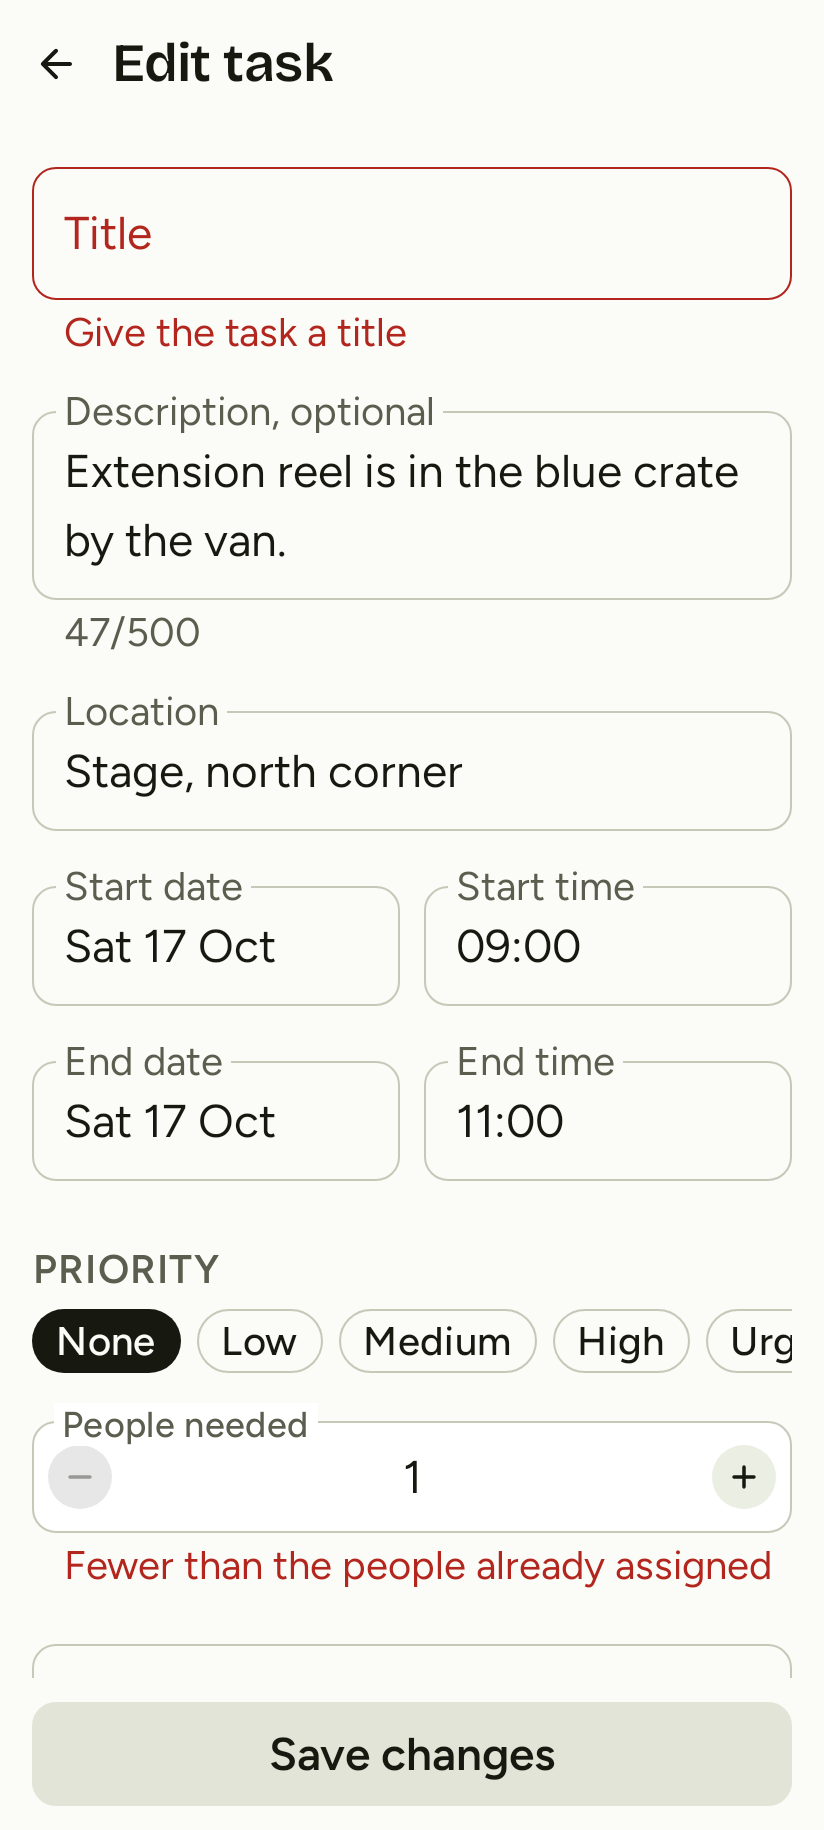 Edit task
Title
Give the task a title
Description, optional
Extension reel is in the blue crate
by the van.
47/500
Location
Stage, north corner
Start date
Start time
Sat 17 Oct
09:00
End date
End time
Sat 17 Oct
11:00
PRIORITY
None Low Medium High Urg
People needed
1
Fewer than the people already assigned
Save changes